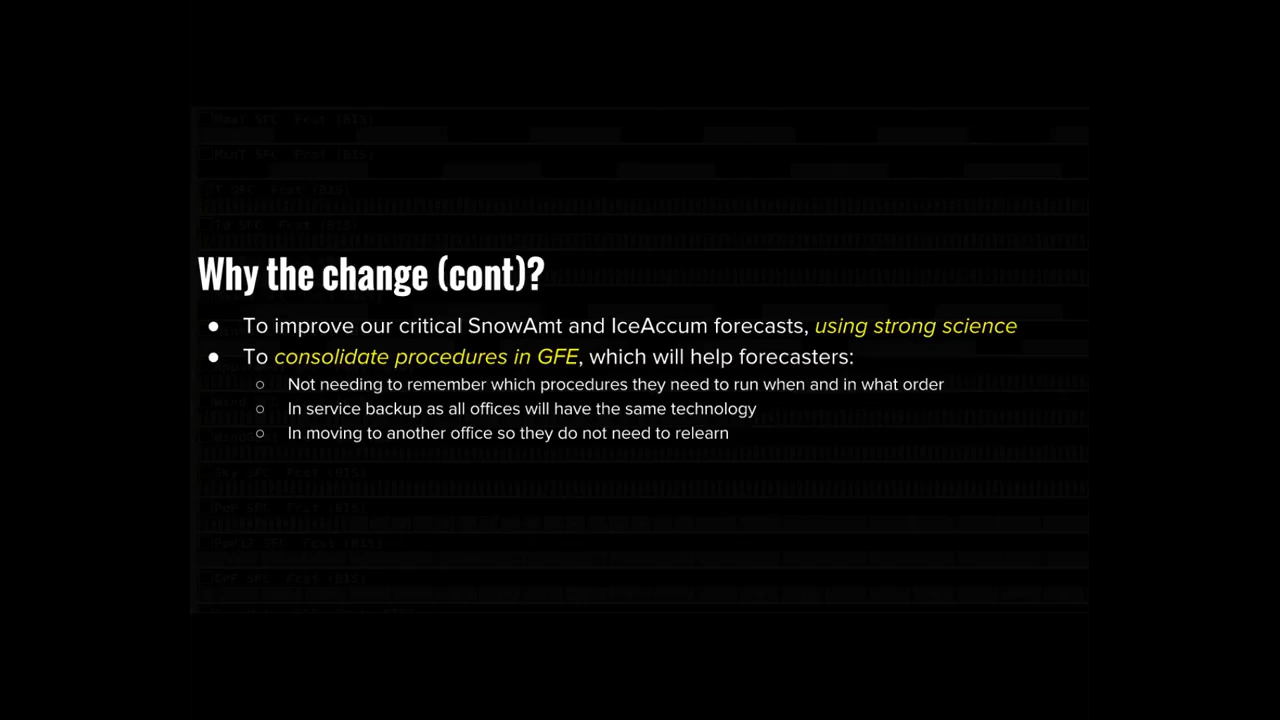 Why the change (cont)?
● To improve our critical SnowAmt and IceAccum forecasts, using strong science
● To consolidate procedures in GFE, which will help forecasters:
○ Not needing to remember which procedures they need to run when and in what order
○ In service backup as all offices will have the same technology
○ In moving to another office so they do not need to relearn